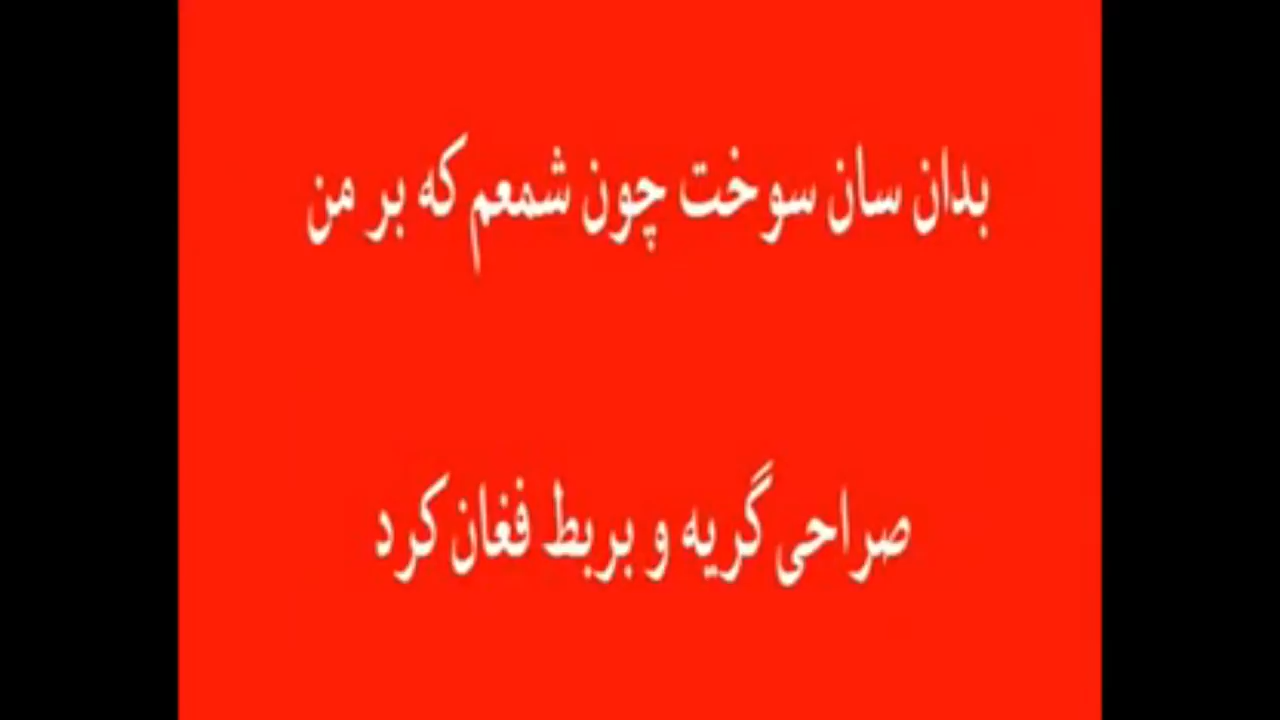 بدان سان سوخت چون شمعم که بر من
صراحی گریه و بربط فغان کرد